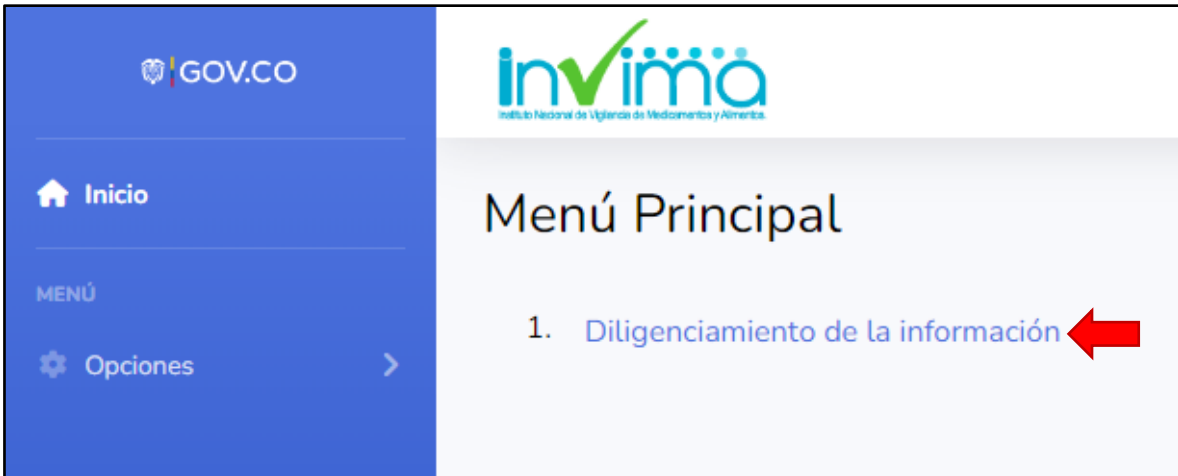 GOV.CO
Inicio
MENÚ
Opciones
invima
Instituto Nacional de Vigilancia de Medicamentos y Alimentos.
Menú Principal
1. Diligenciamiento de la información